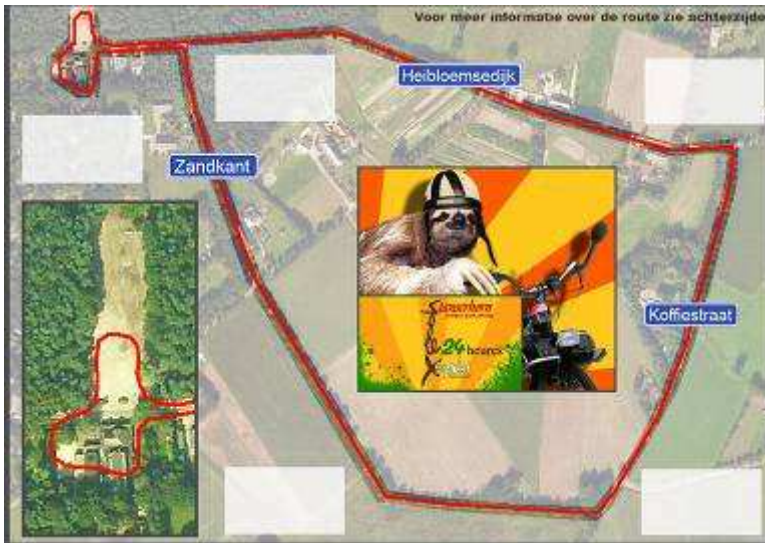 Voor meer informatie over de route zie achterzijde
Heibloemsedijk
Zandkant
Koffiestraat
24